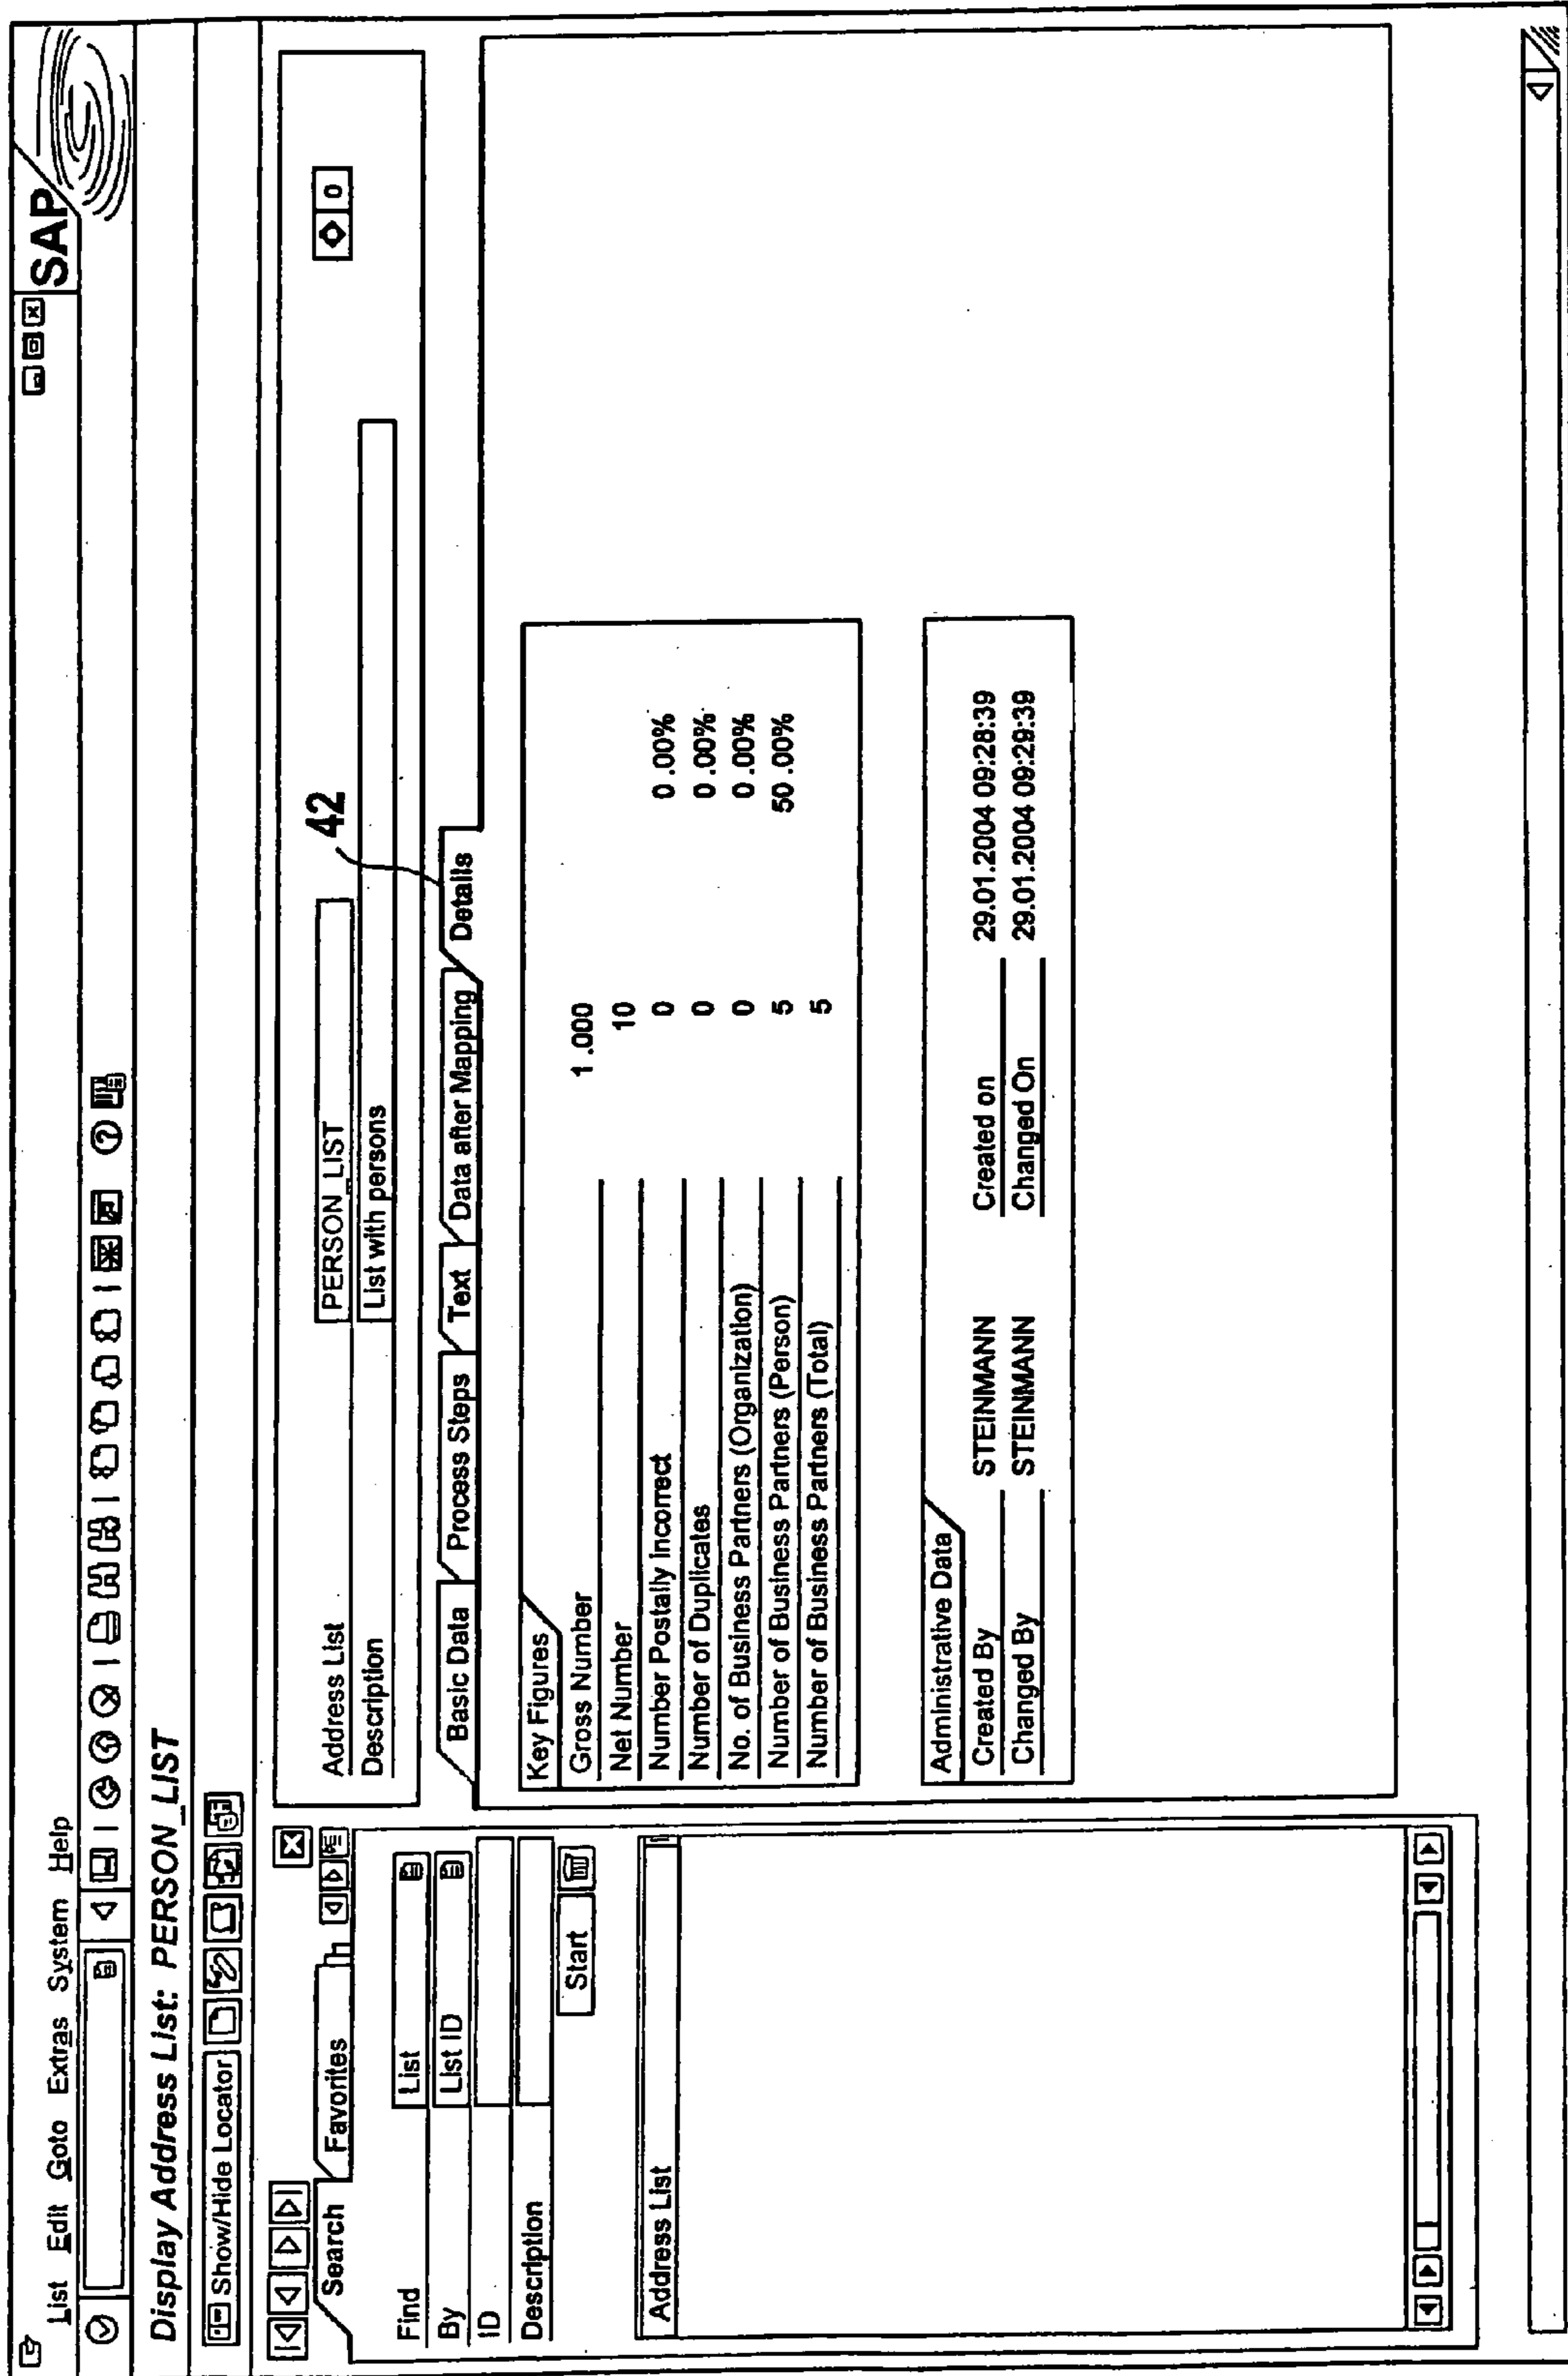 List Edit Goto Extras System Help
SAP
Display Address List: PERSON_LIST
Show/Hide Locator
Search Favorites
Find List
By List ID
ID
Description
Start
Address List
Address List PERSON_LIST
Description List with persons
42
Basic Data Process Steps Text Data after Mapping Details
Key Figures
Gross Number 1 .000
Net Number 10
Number Postally Incorrect 0 0 .00%
Number of Duplicates 0 0 .00%
No. of Business Partners (Organization) 0 0 .00%
Number of Business Partners (Person) 5 50 .00%
Number of Business Partners (Total) 5
Administrative Data
Created By STEINMANN Created on 29.01.2004 09:28:39
Changed By STEINMANN Changed On 29.01.2004 09:29:39